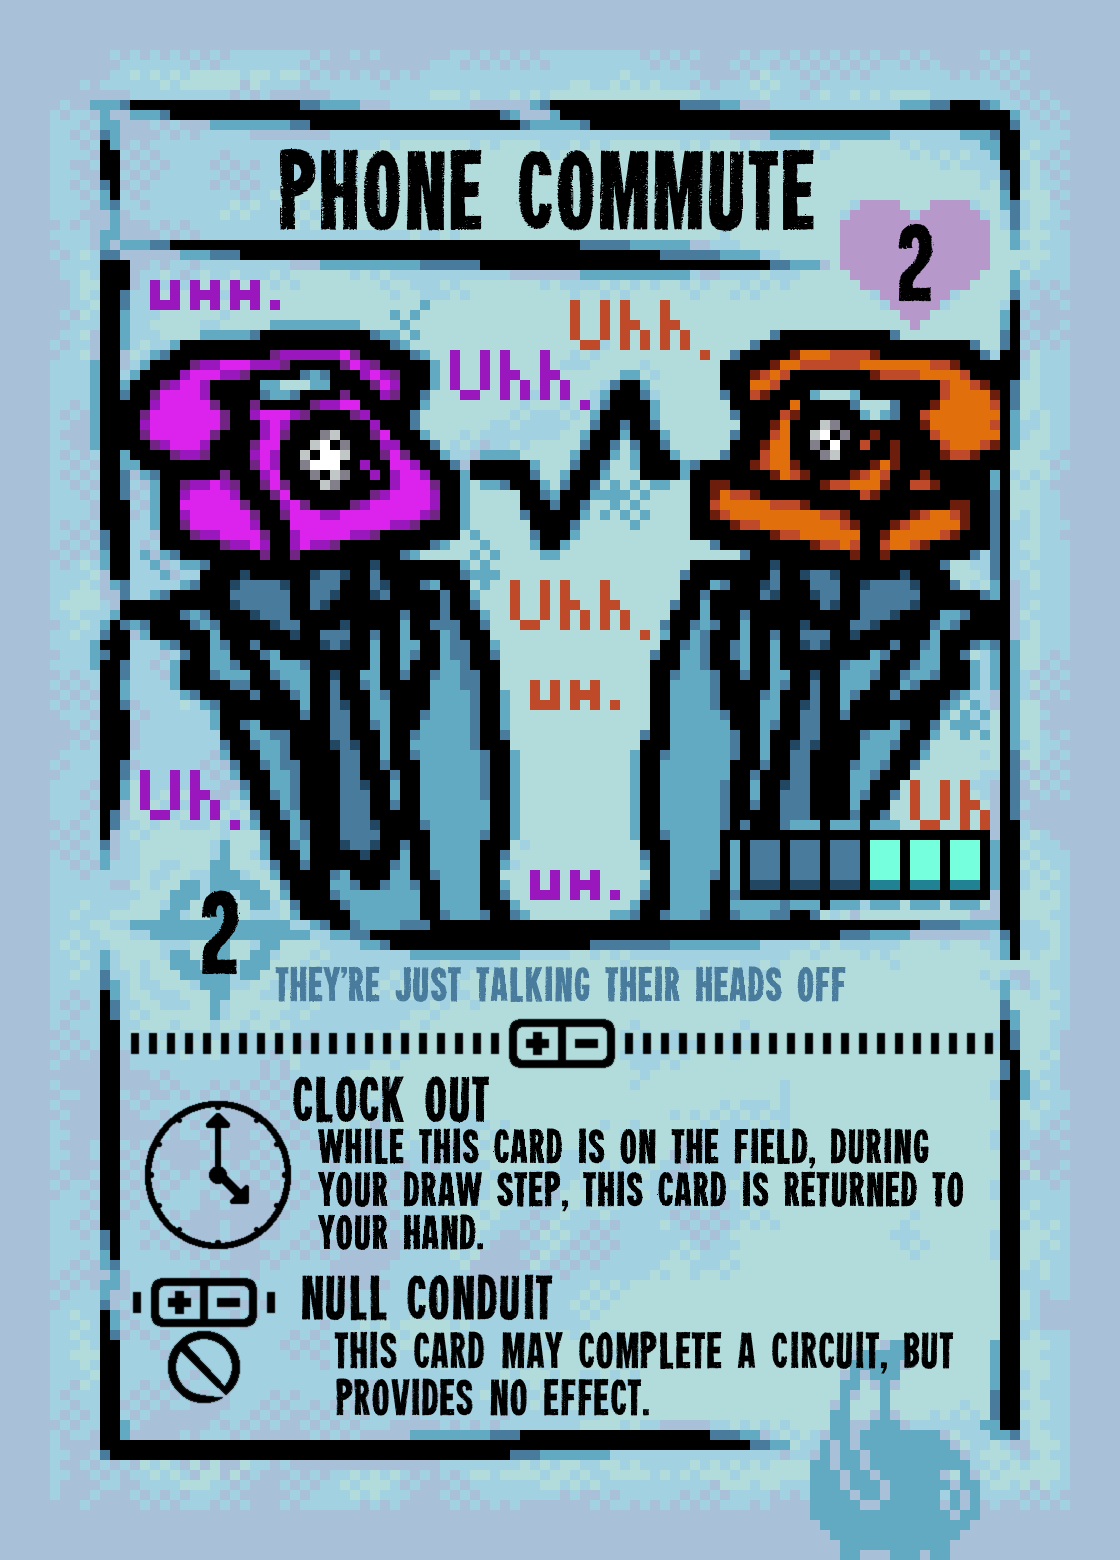 PHONE COMMUTE
2
UHH.
Uhh.
Uhh.
Uhh.
UH.
Uh.
Uh
UH.
2
THEY'RE JUST TALKING THEIR HEADS OFF
CLOCK OUT
WHILE THIS CARD IS ON THE FIELD, DURING
YOUR DRAW STEP, THIS CARD IS RETURNED TO
YOUR HAND.
NULL CONDUIT
THIS CARD MAY COMPLETE A CIRCUIT, BUT
PROVIDES NO EFFECT.